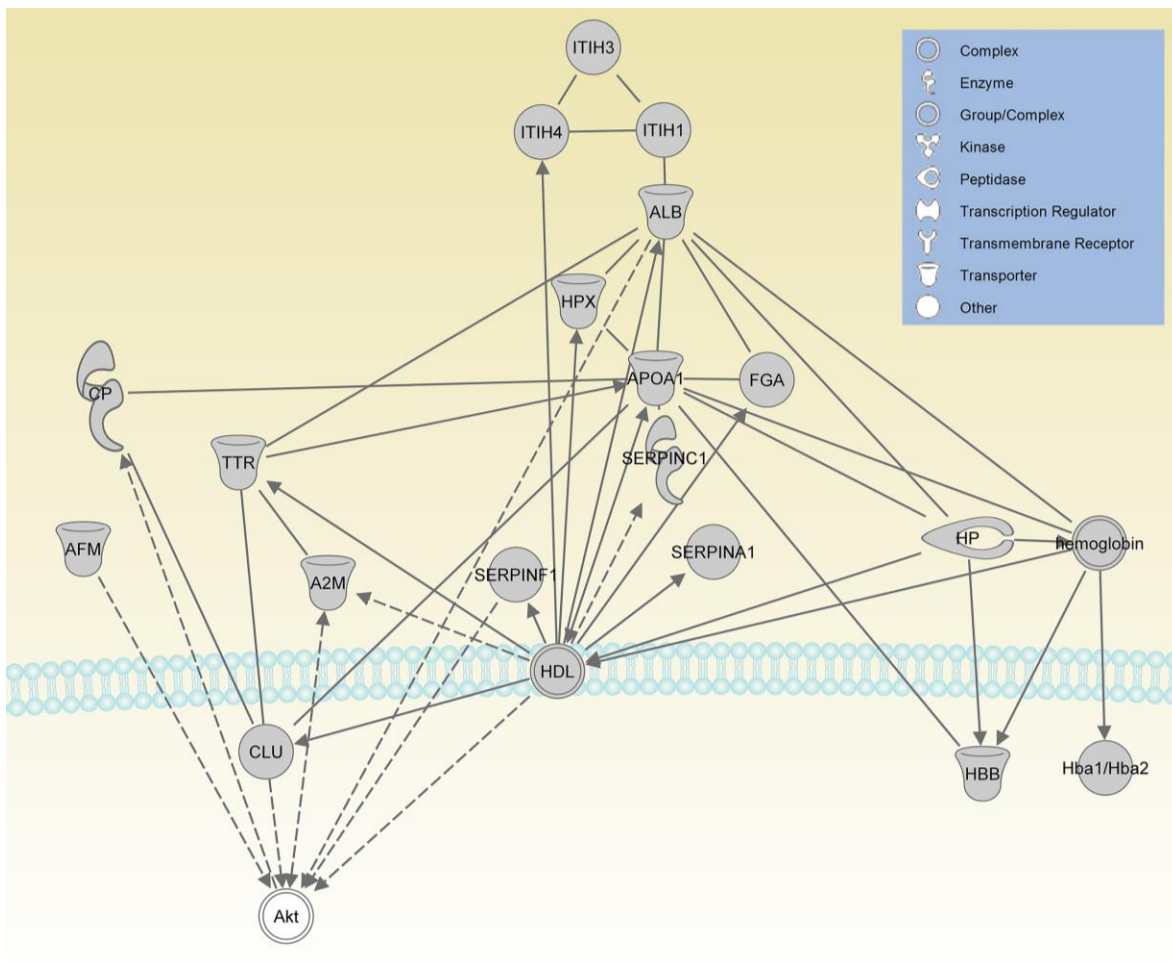 ITIH3
ITIH4
ITIH1
ALB
HPX
CP
APOA1
FGA
TTR
SERPINC1
AFM
A2M
SERPINF1
SERPINA1
HP
hemoglobin
HDL
CLU
HBB
Hba1/Hba2
Akt
Complex
Enzyme
Group/Complex
Kinase
Peptidase
Transcription Regulator
Transmembrane Receptor
Transporter
Other